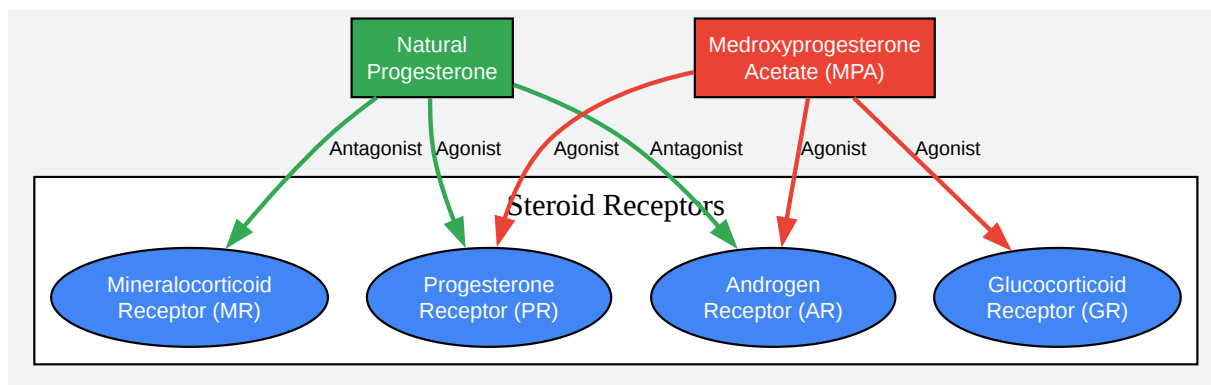 Natural
Progesterone
Medroxyprogesterone
Acetate (MPA)
Antagonist
Agonist
Agonist
Antagonist
Agonist
Agonist
Steroid Receptors
Mineralocorticoid
Receptor (MR)
Progesterone
Receptor (PR)
Androgen
Receptor (AR)
Glucocorticoid
Receptor (GR)